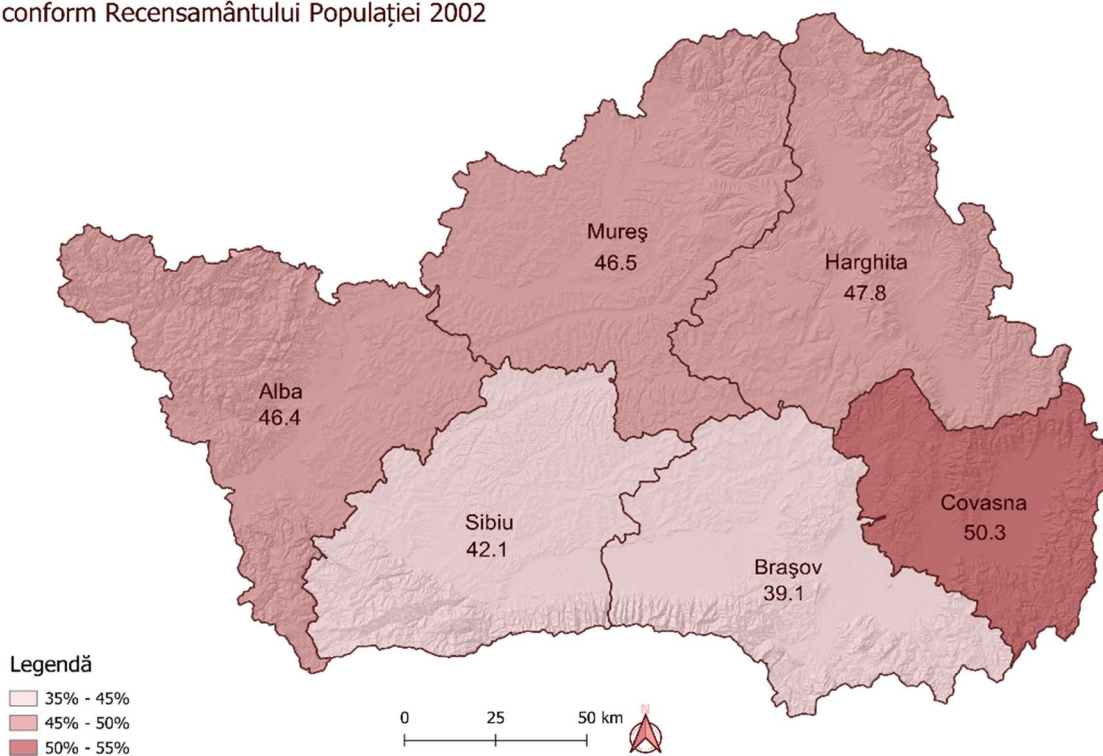 conform Recensamântului Populației 2002
Mureş
46.5
Harghita
47.8
Alba
46.4
Covasna
50.3
Sibiu
42.1
Braşov
39.1
Legendă
35% - 45%
45% - 50%
50% - 55%
0 25 50 km
N